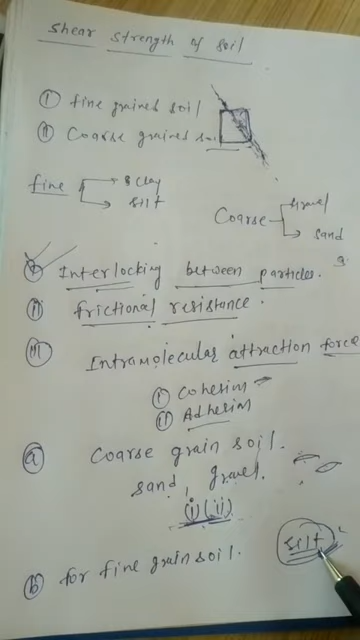 Shear Strength of soil
(I) fine grained soil
(II) Coarse grained soil
fine → clay
→ silt
Coarse – Gravel
→ sand
(I) Interlocking between particles.
(II) frictional resistance.
(III) Intramolecular attraction force
(I) Cohesion
(II) Adhesion
(a) Coarse grain soil.
sand, gravel.
(i) (ii)
silt
(b) for fine grain soil.